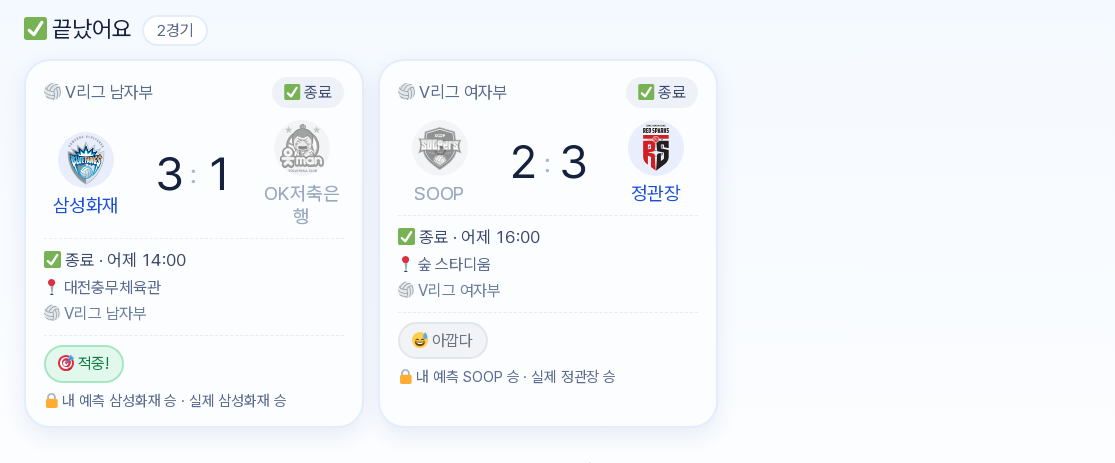 ✅ 끝났어요 2경기
V리그 남자부 ✅ 종료
삼성화재 3 : 1 OK저축은
행
✅ 종료 · 어제 14:00
📍 대전충무체육관
🏐 V리그 남자부
🎯 적중!
🔒 내 예측 삼성화재 승 · 실제 삼성화재 승
V리그 여자부 ✅ 종료
RED SPARKS
RS
SOOP 2 : 3 정관장
✅ 종료 · 어제 16:00
📍 숲 스타디움
🏐 V리그 여자부
😅 아깝다
🔒 내 예측 SOOP 승 · 실제 정관장 승